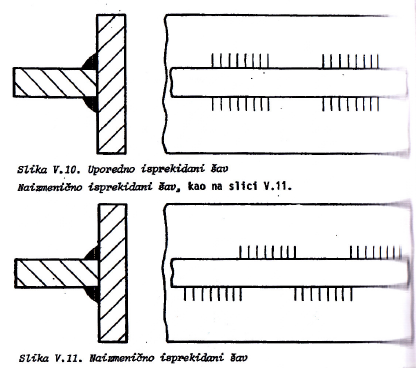 Slika V.10. Uporedno isprekidani šav
Naizmenično isprekidani šav, kao na slici V.11.
Slika V.11. Naizmenično isprekidani šav